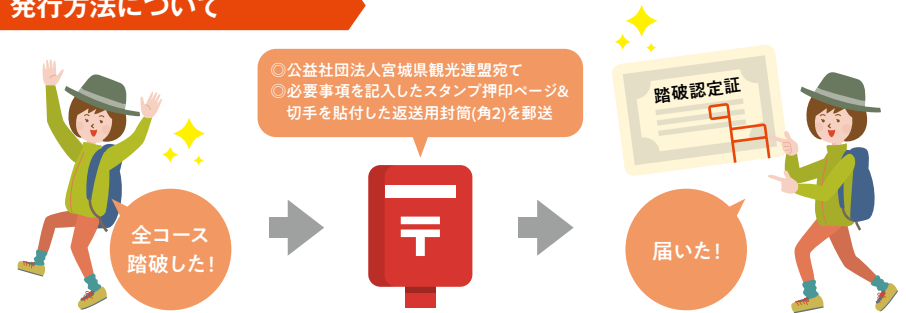 発行方法について
◎公益社団法人宮城県観光連盟宛て
◎必要事項を記入したスタンプ押印ページ&
切手を貼付した返送用封筒(角2)を郵送
踏破認定証
全コース
踏破した!
届いた!